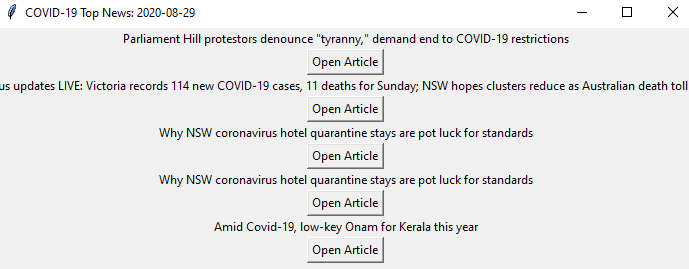 COVID-19 Top News: 2020-08-29
Parliament Hill protestors denounce "tyranny," demand end to COVID-19 restrictions
Open Article
us updates LIVE: Victoria records 114 new COVID-19 cases, 11 deaths for Sunday; NSW hopes clusters reduce as Australian death toll
Open Article
Why NSW coronavirus hotel quarantine stays are pot luck for standards
Open Article
Why NSW coronavirus hotel quarantine stays are pot luck for standards
Open Article
Amid Covid-19, low-key Onam for Kerala this year
Open Article